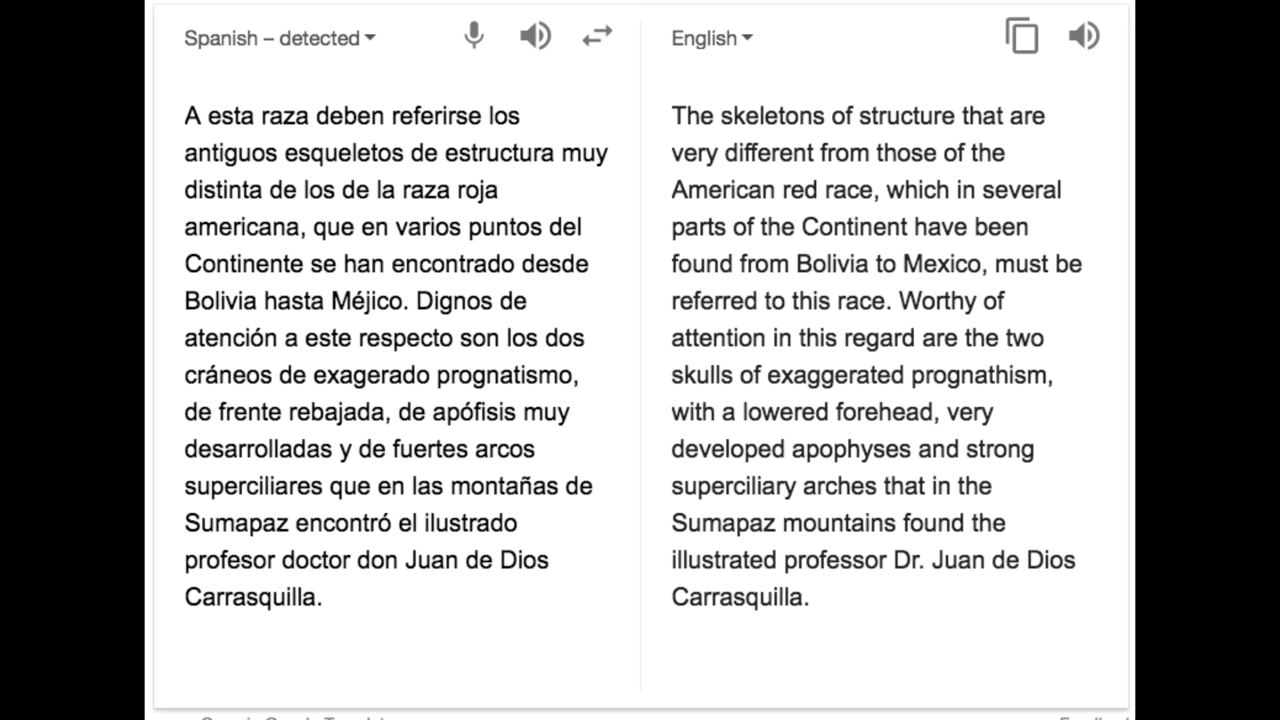 Spanish – detected
English
A esta raza deben referirse los
antiguos esqueletos de estructura muy
distinta de los de la raza roja
americana, que en varios puntos del
Continente se han encontrado desde
Bolivia hasta Méjico. Dignos de
atención a este respecto son los dos
cráneos de exagerado prognatismo,
de frente rebajada, de apófisis muy
desarrolladas y de fuertes arcos
superciliares que en las montañas de
Sumapaz encontró el ilustrado
profesor doctor don Juan de Dios
Carrasquilla.
The skeletons of structure that are
very different from those of the
American red race, which in several
parts of the Continent have been
found from Bolivia to Mexico, must be
referred to this race. Worthy of
attention in this regard are the two
skulls of exaggerated prognathism,
with a lowered forehead, very
developed apophyses and strong
superciliary arches that in the
Sumapaz mountains found the
illustrated professor Dr. Juan de Dios
Carrasquilla.